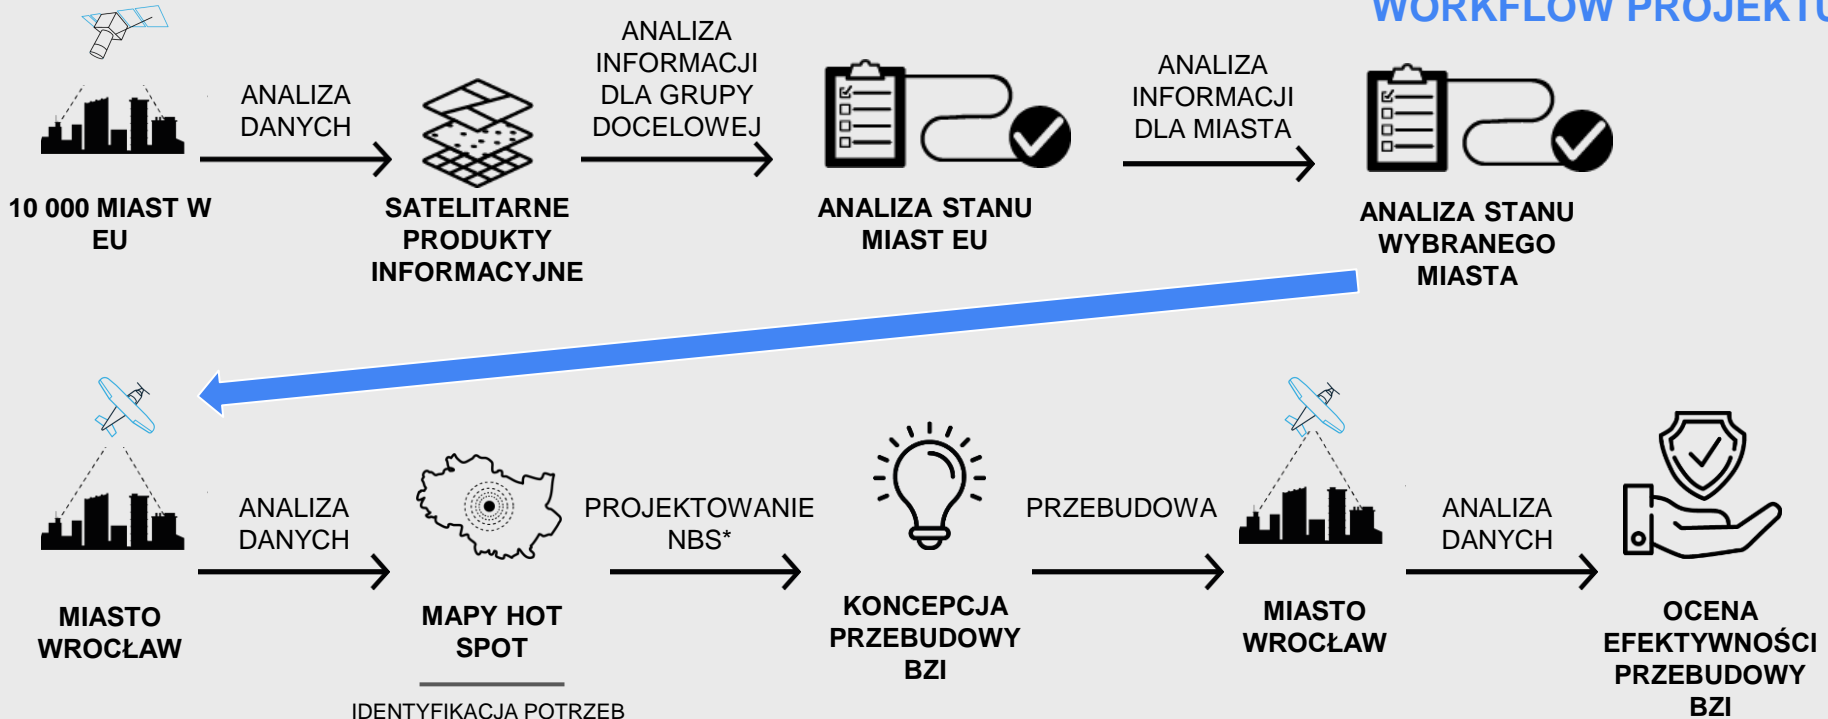 WORKFLOW PROJEKTU
ANALIZA
DANYCH
ANALIZA
INFORMACJI
DLA GRUPY
DOCELOWEJ
ANALIZA
INFORMACJI
DLA MIASTA
10 000 MIAST W
EU
SATELITARNE
PRODUKTY
INFORMACYJNE
ANALIZA STANU
MIAST EU
ANALIZA STANU
WYBRANEGO
MIASTA
ANALIZA
DANYCH
PROJEKTOWANIE
NBS*
PRZEBUDOWA
ANALIZA
DANYCH
MIASTO
WROCŁAW
MAPY HOT
SPOT
IDENTYFIKACJA POTRZEB
KONCEPCJA
PRZEBUDOWY
BZI
MIASTO
WROCŁAW
OCENA
EFEKTYWNOŚCI
PRZEBUDOWY
BZI